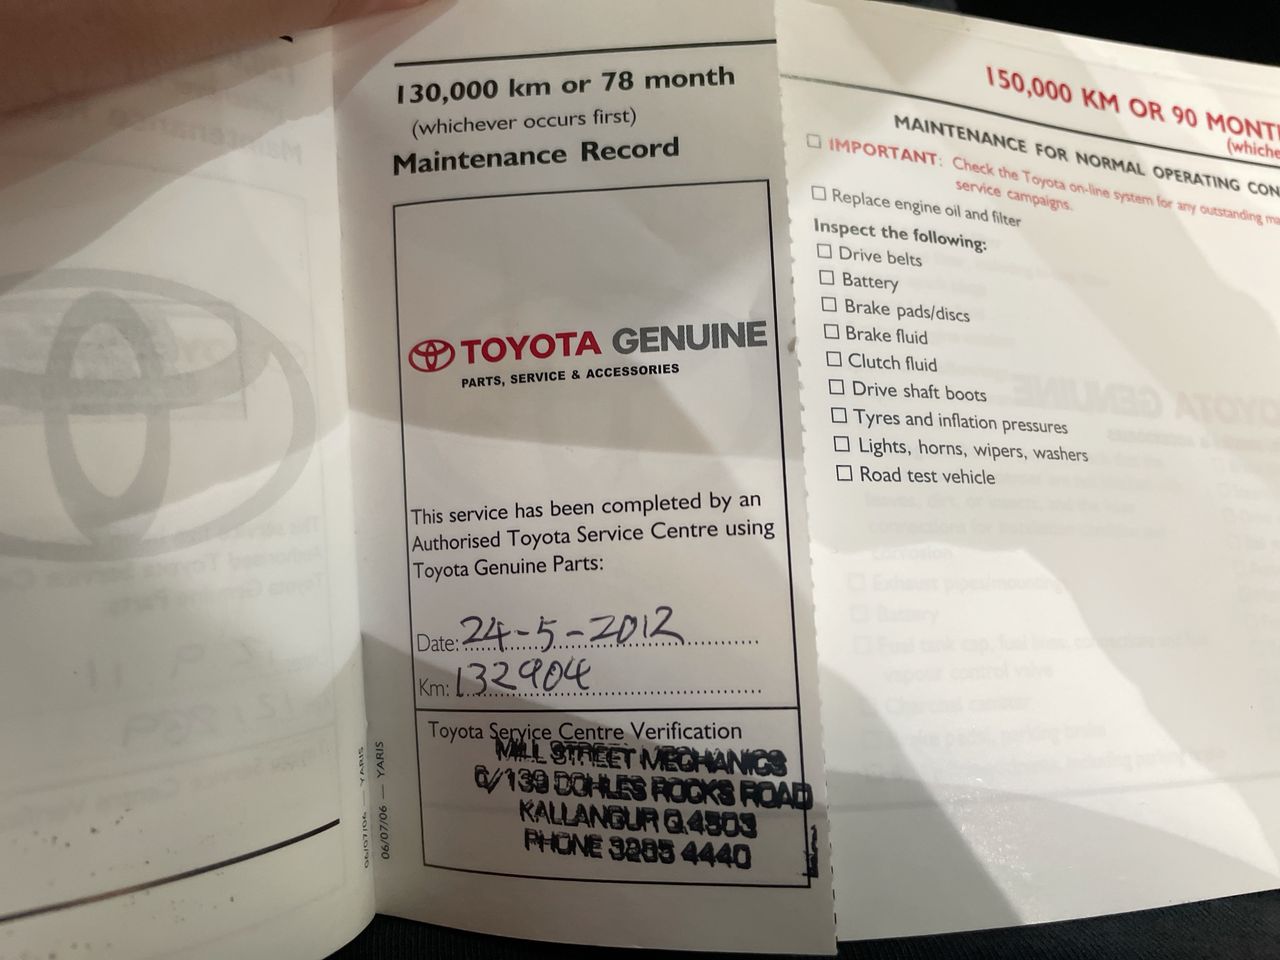 130,000 km or 78 month
(whichever occurs first)
Maintenance Record
TOYOTA GENUINE
PARTS, SERVICE & ACCESSORIES
This service has been completed by an
Authorised Toyota Service Centre using
Toyota Genuine Parts:
Date: 24-5-2012
Km: 132904
Toyota Service Centre Verification
MILL STREET MECHANICS
C/139 DOHLES ROCKS ROAD
KALLANGUR Q.4503
PHONE 3285 4440
06/07/06 — YARIS
06/07/06 — YARIS
150,000 KM OR 90
MAINTENANCE FOR NORMAL OPERATING
IMPORTANT: Check the Toyota on-line system for any outstanding
service campaigns.
Replace engine oil and filter
Inspect the following:
Drive belts
Battery
Brake pads/discs
Brake fluid
Clutch fluid
Drive shaft boots
Tyres and inflation pressures
Lights, horns, wipers, washers
Road test vehicle